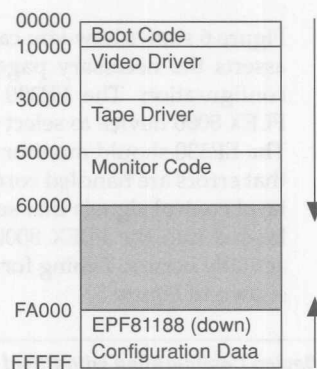 00000
Boot Code
10000
Video Driver
30000
Tape Driver
50000
Monitor Code
60000
FA000
EPF81188 (down)
Configuration Data
FFFFF